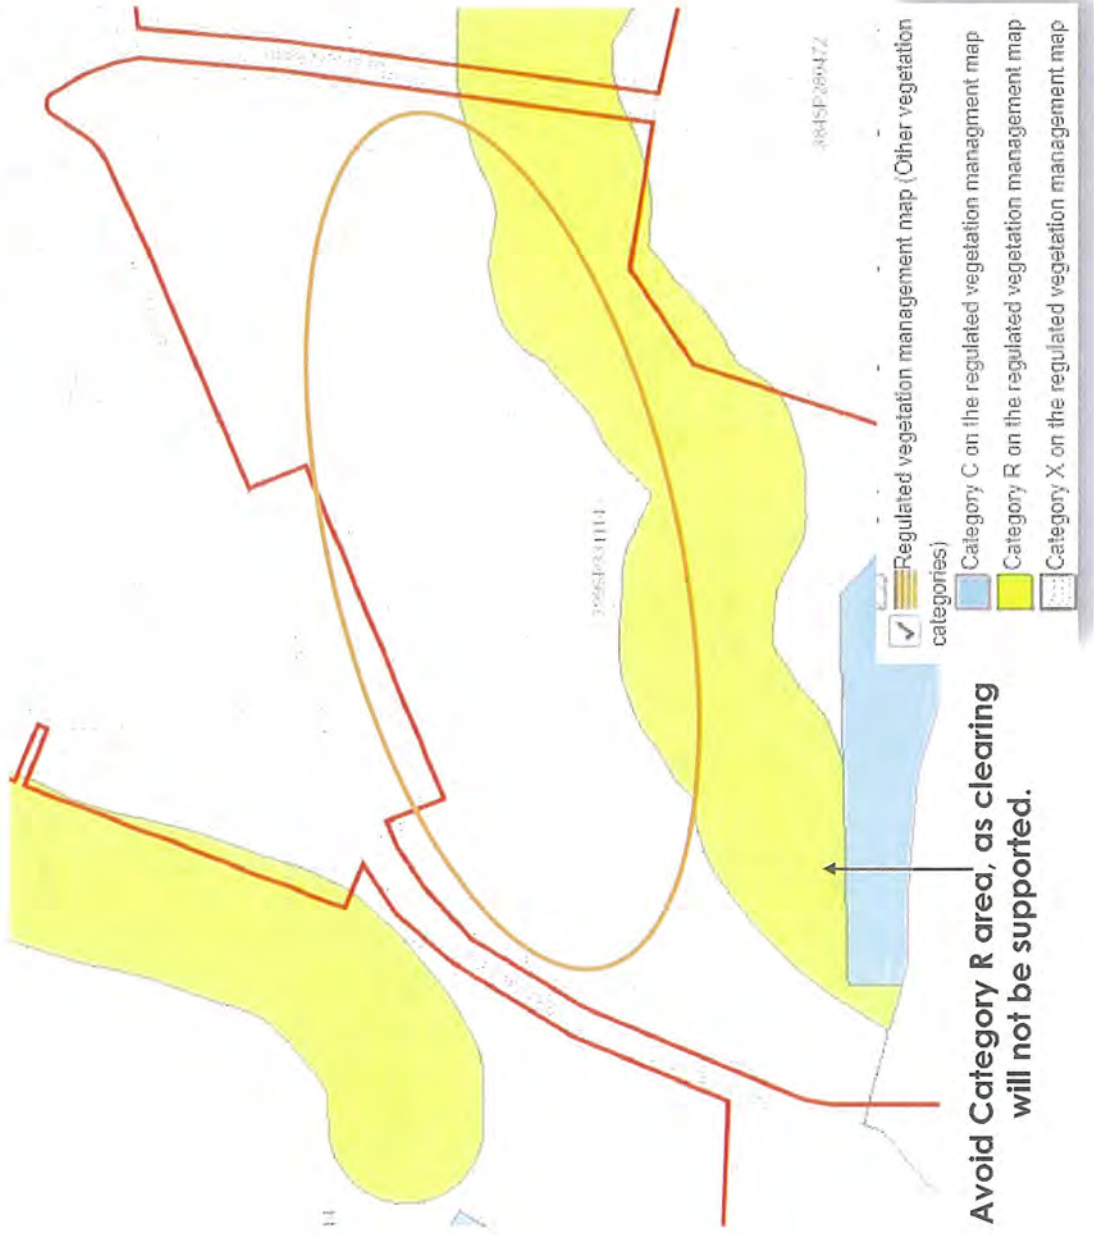 384SP280472
Regulated vegetation management map (Other vegetation
categories)
Category C on the regulated vegetation managment map
Category R on the regulated vegetation management map
Category X on the regulated vegetation management map
Avoid Category R area, as clearing
will not be supported.